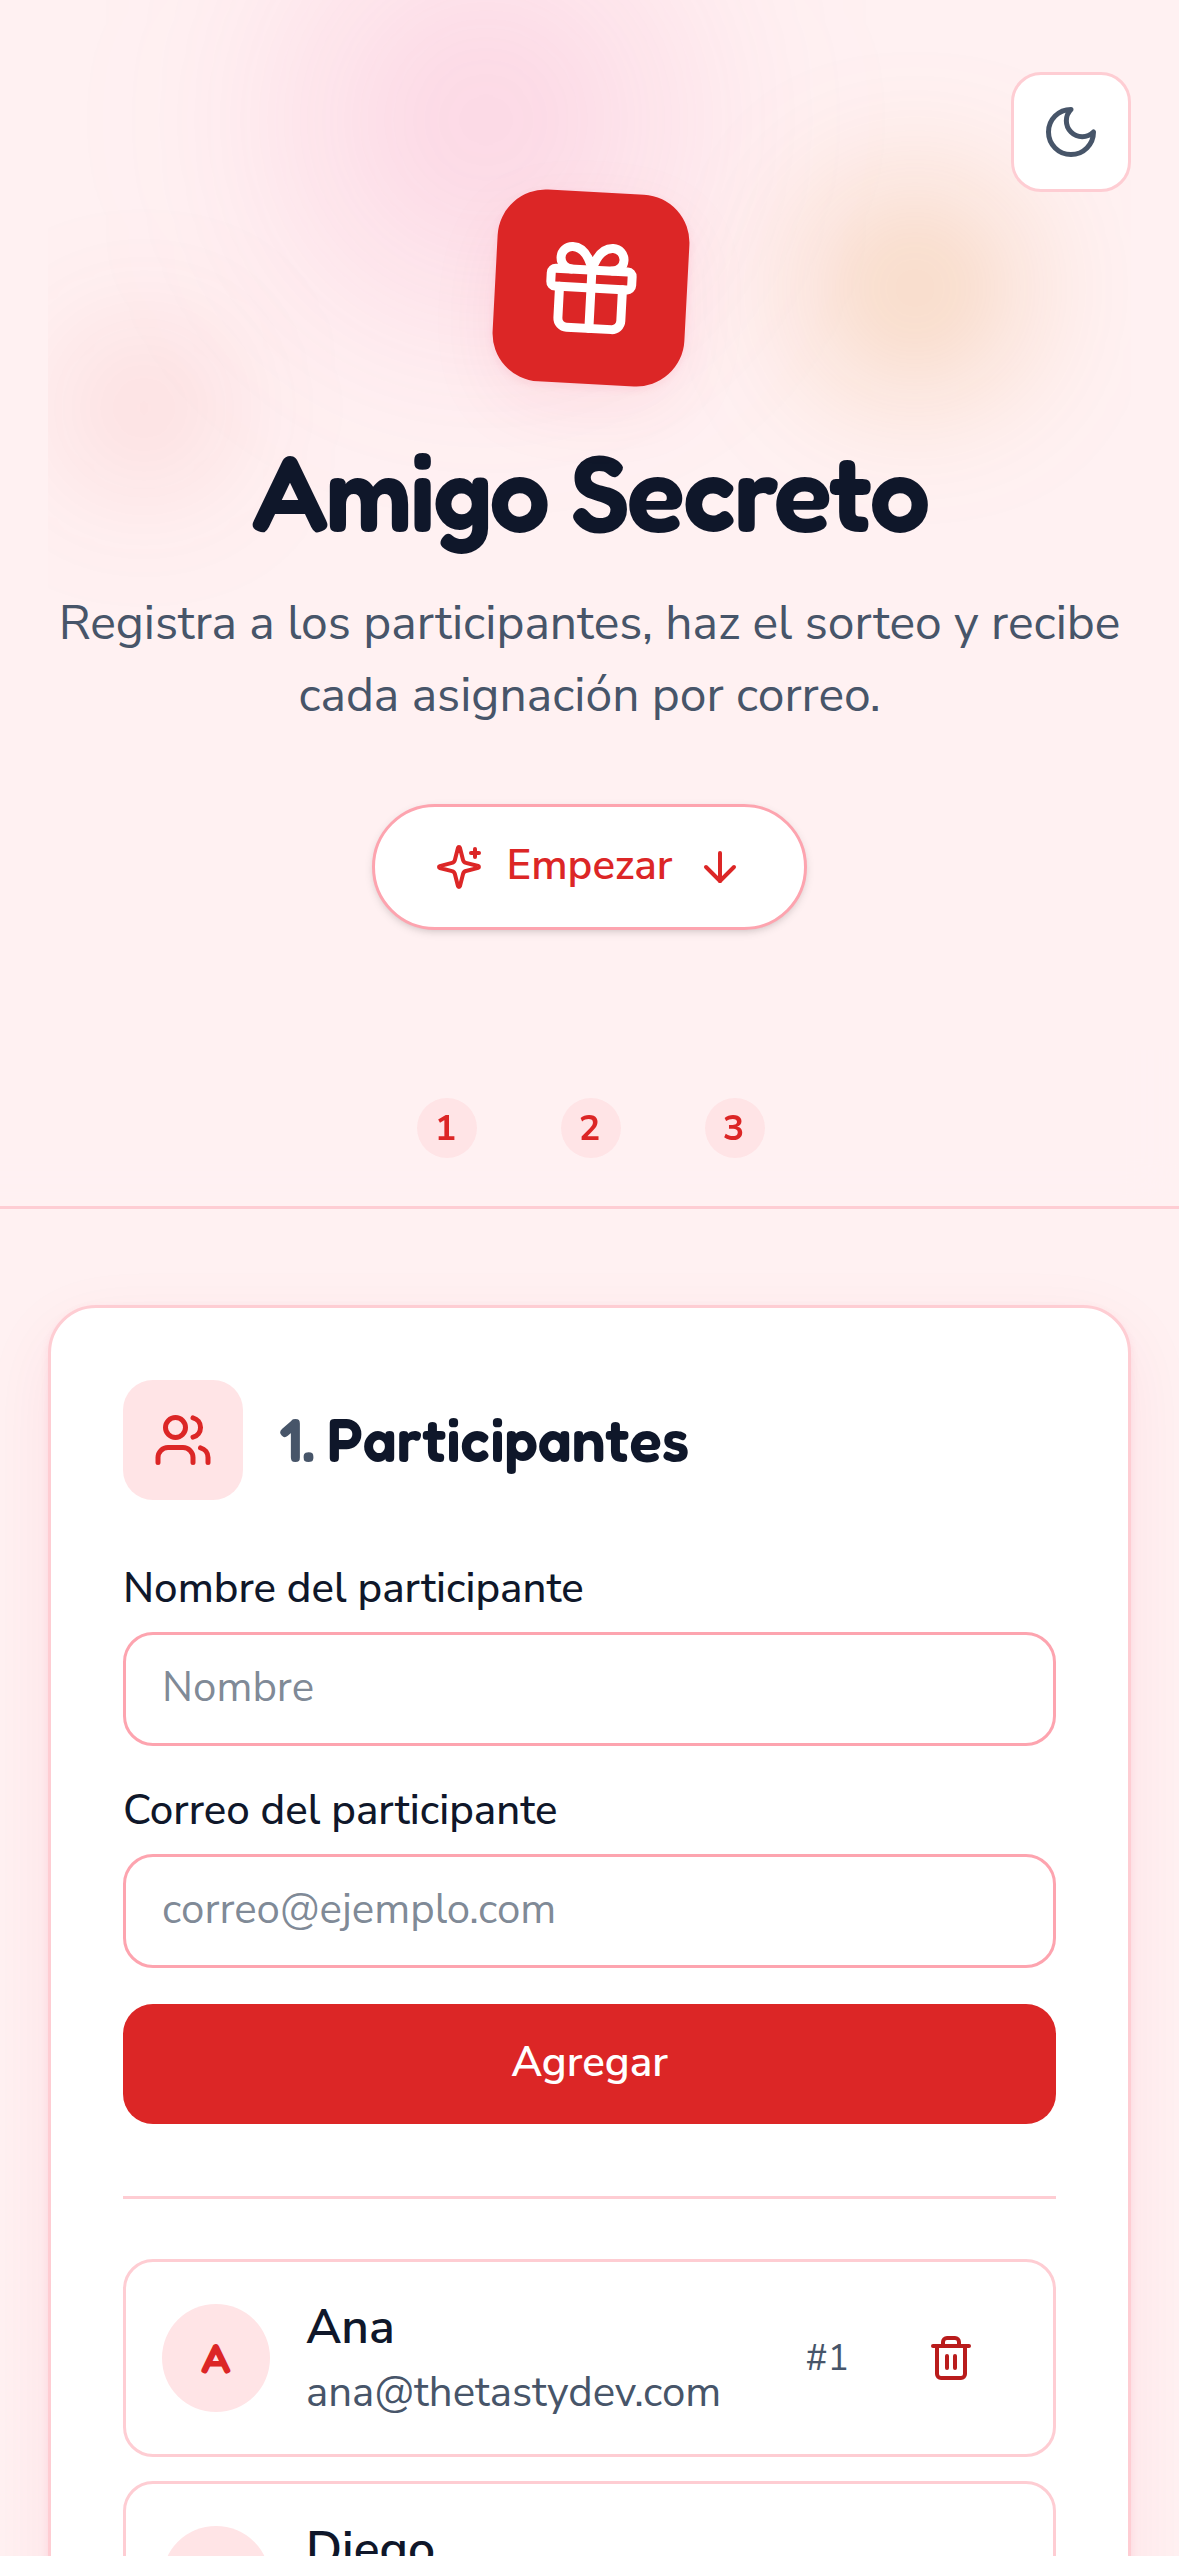 Amigo Secreto
Registra a los participantes, haz el sorteo y recibe
cada asignación por correo.
Empezar
1 2 3
1. Participantes
Nombre del participante
Nombre
Correo del participante
correo@ejemplo.com
Agregar
A
Ana
#1
ana@thetastydev.com
Diego